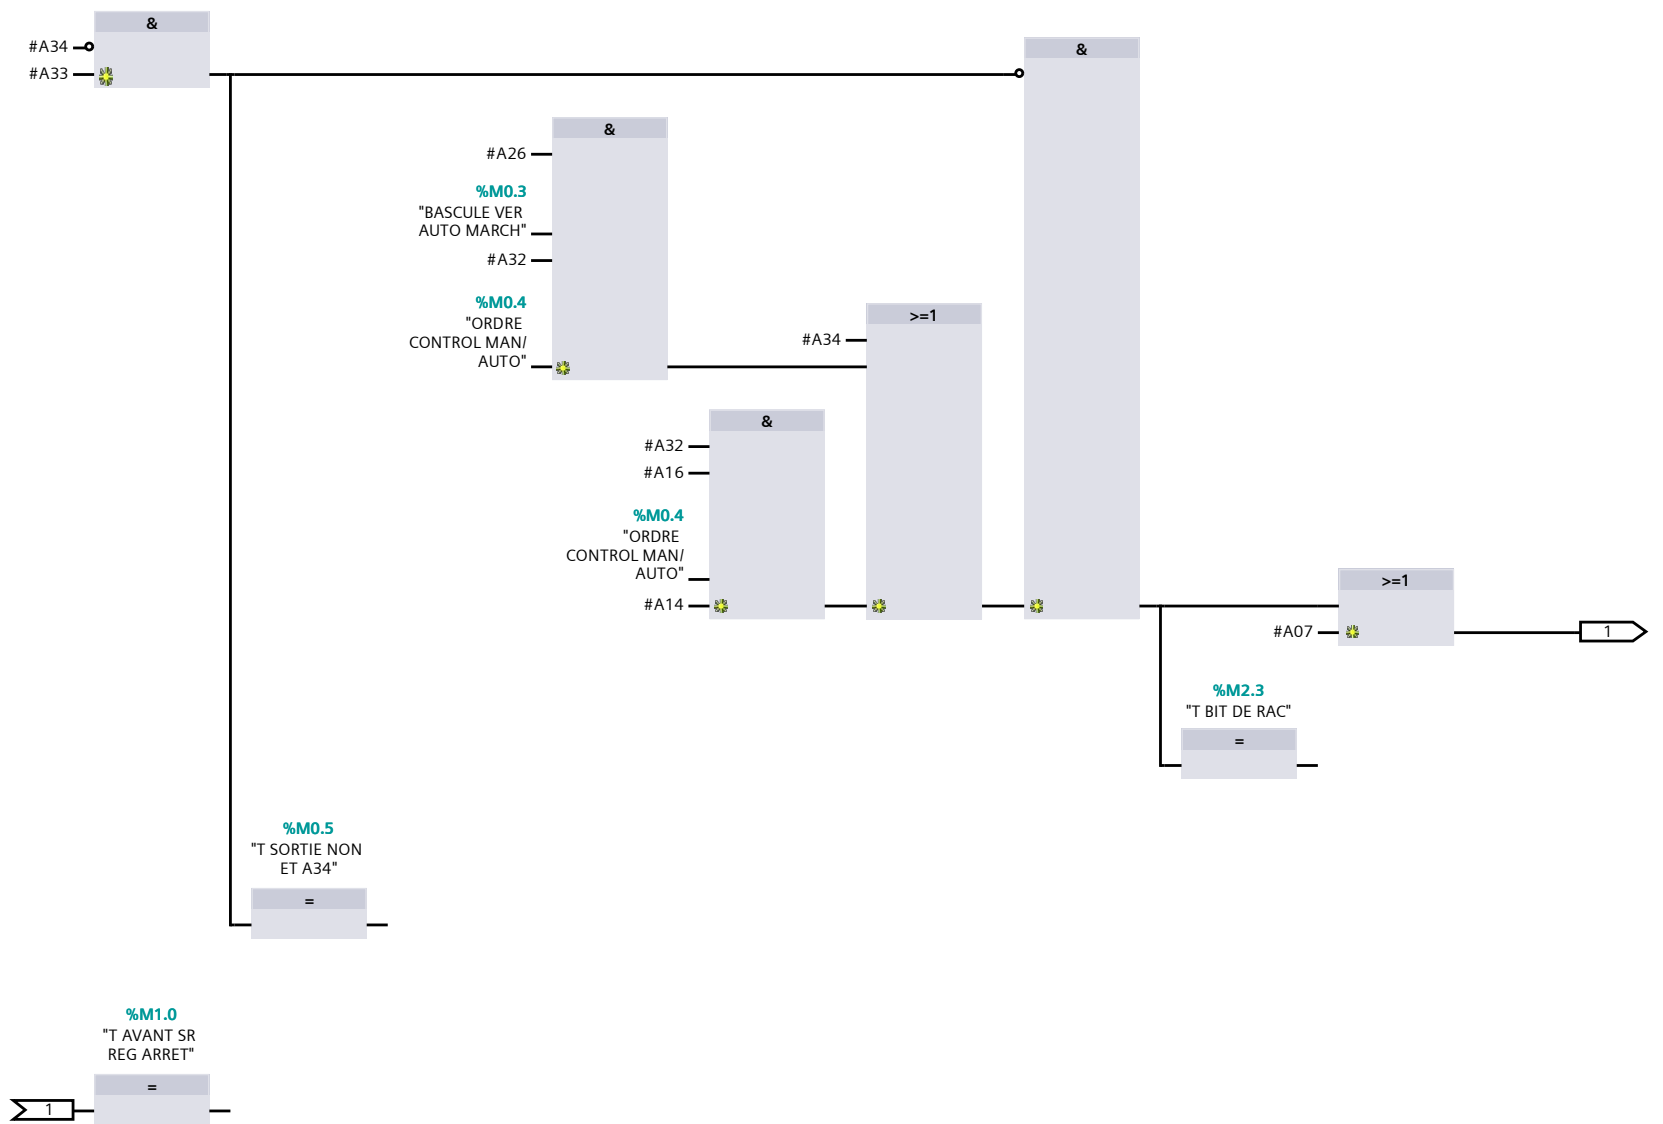 &
#A34
#A33
&
&
#A26
%M0.3
"BASCULE VER
AUTO MARCH"
#A32
%M0.4
"ORDRE
CONTROL MAN/
AUTO"
>=1
#A34
&
#A32
#A16
%M0.4
"ORDRE
CONTROL MAN/
AUTO"
#A14
>=1
#A07
1
%M2.3
"T BIT DE RAC"
=
%M0.5
"T SORTIE NON
ET A34"
=
%M1.0
"T AVANT SR
REG ARRET"
=
1